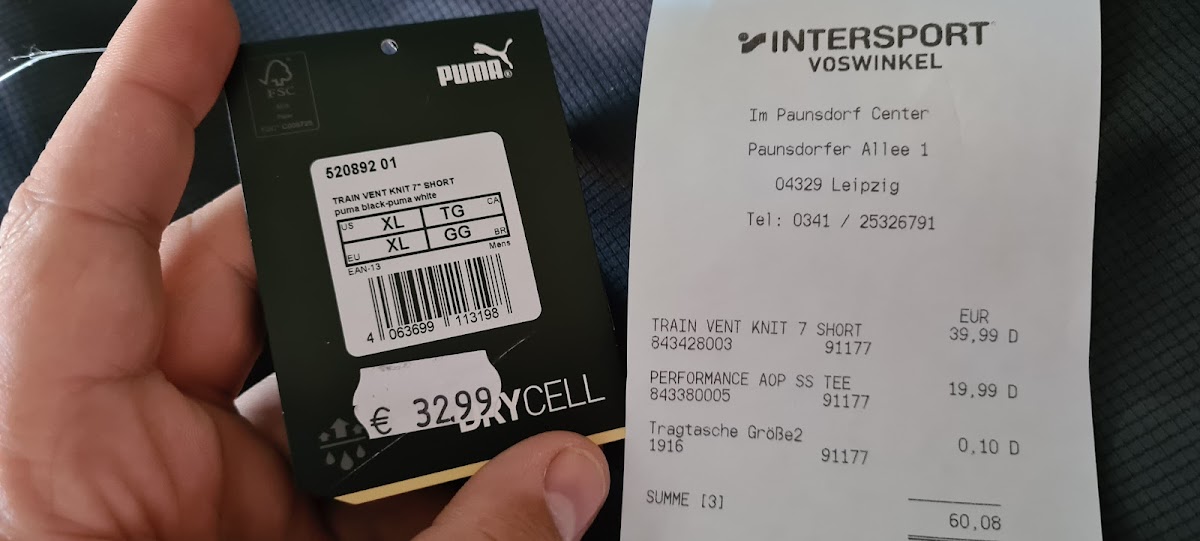 FSC
PUMA®
520892 01
TRAIN VENT KNIT 7" SHORT
puma black-puma white
US XL TG CA
EU XL GG BR
EAN-13 Mens
4 063699 113198
€ 32.99
DRYCELL
INTERSPORT
VOSWINKEL
Im Paunsdorf Center
Paunsdorfer Allee 1
04329 Leipzig
Tel: 0341 / 25326791
EUR
TRAIN VENT KNIT 7 SHORT 39,99 D
843428003 91177
PERFORMANCE AOP SS TEE 19,99 D
843380005 91177
Tragtasche Größe2 0,10 D
1916 91177
SUMME [3] 60,08